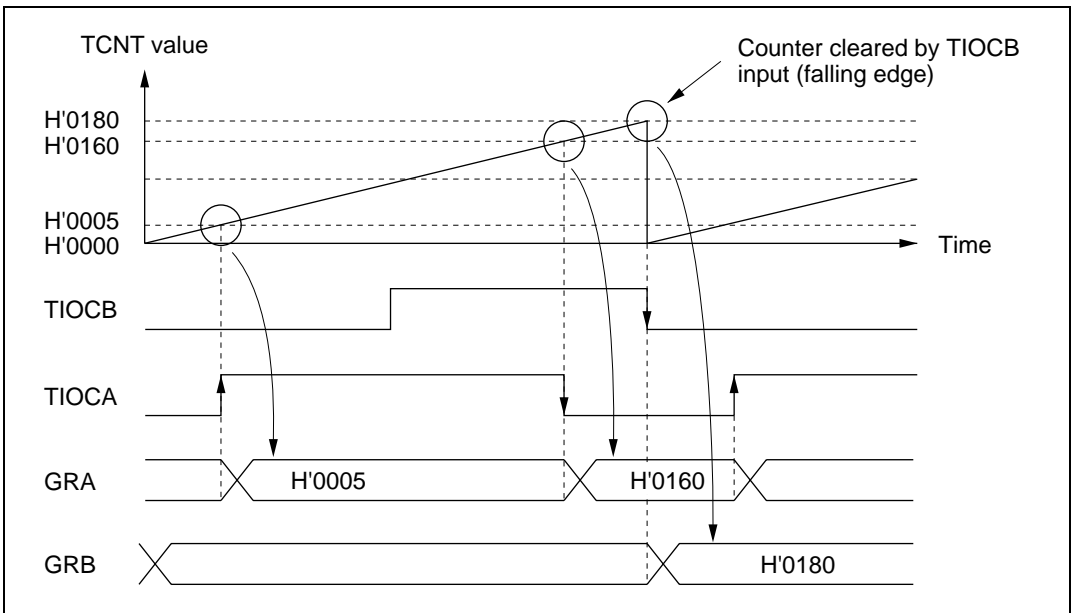 TCNT value
Counter cleared by TIOCB
input (falling edge)
H'0180
H'0160
H'0005
H'0000
Time
TIOCB
TIOCA
GRA
H'0005
H'0160
GRB
H'0180